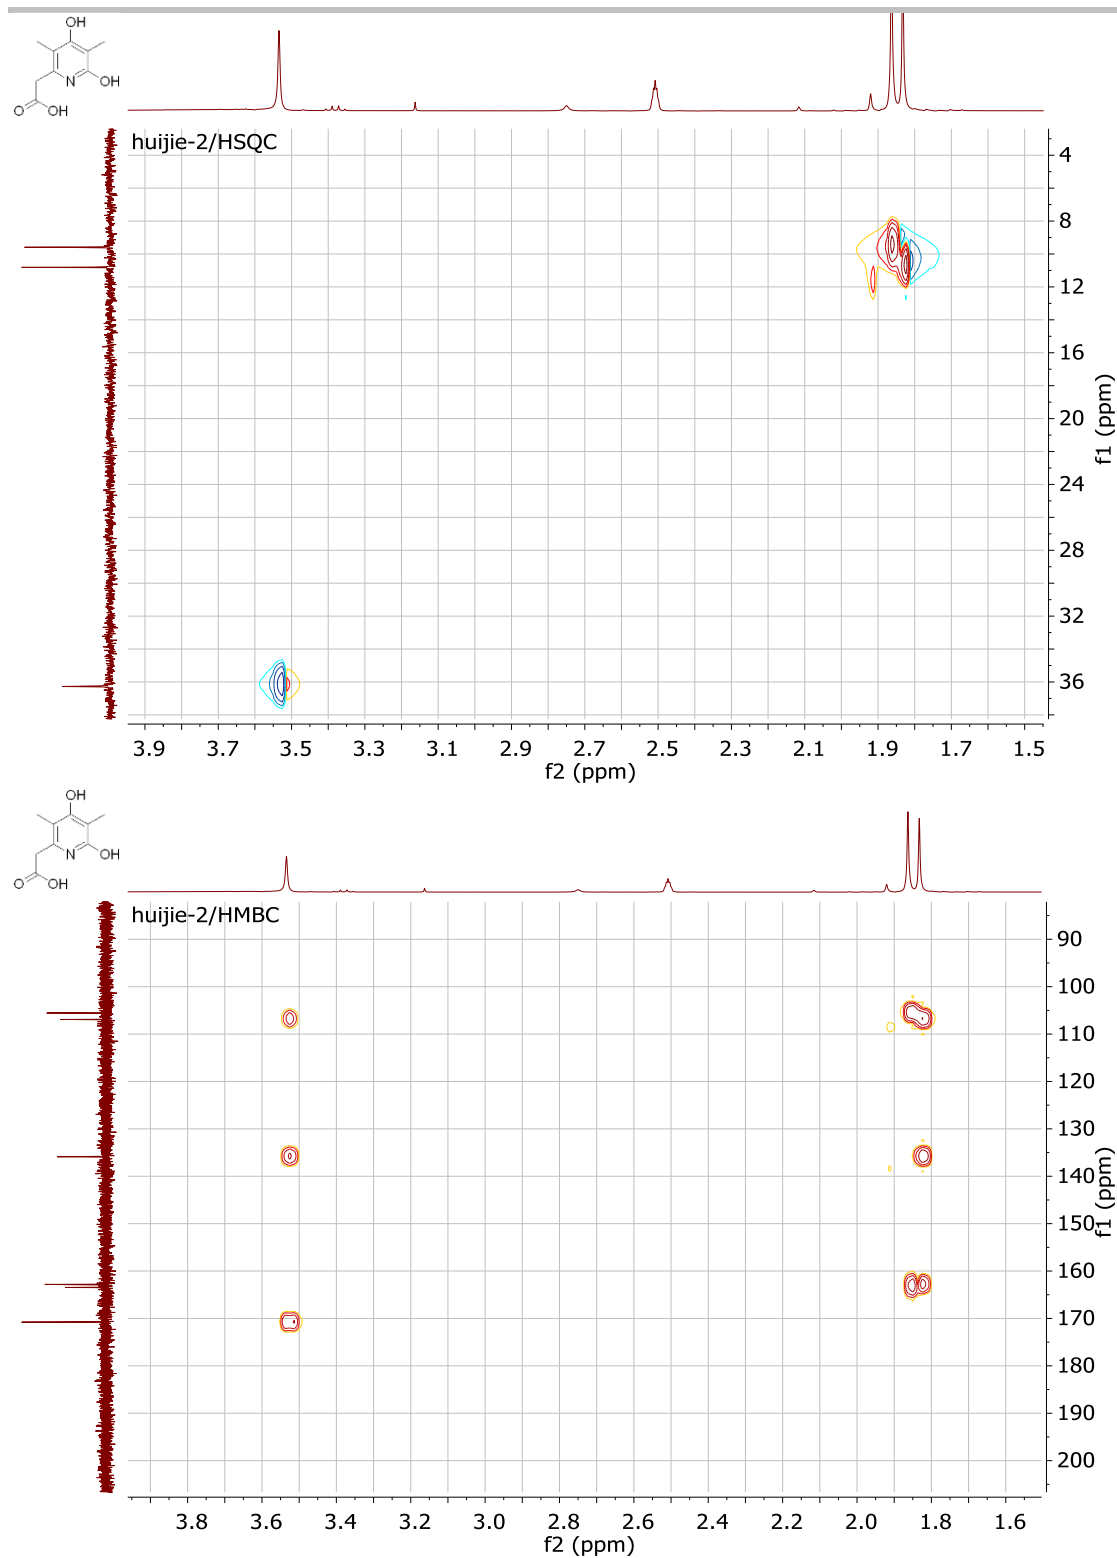 OH
N
OH
O
OH
huijie-2/HSQC
4
8
12
16
20
24
28
32
36
f1 (ppm)
3.9 3.7 3.5 3.3 3.1 2.9 2.7 2.5 2.3 2.1 1.9 1.7 1.5
f2 (ppm)
OH
N
OH
O
OH
huijie-2/HMBC
90
100
110
120
130
140
150
160
170
180
190
200
f1 (ppm)
3.8 3.6 3.4 3.2 3.0 2.8 2.6 2.4 2.2 2.0 1.8 1.6
f2 (ppm)